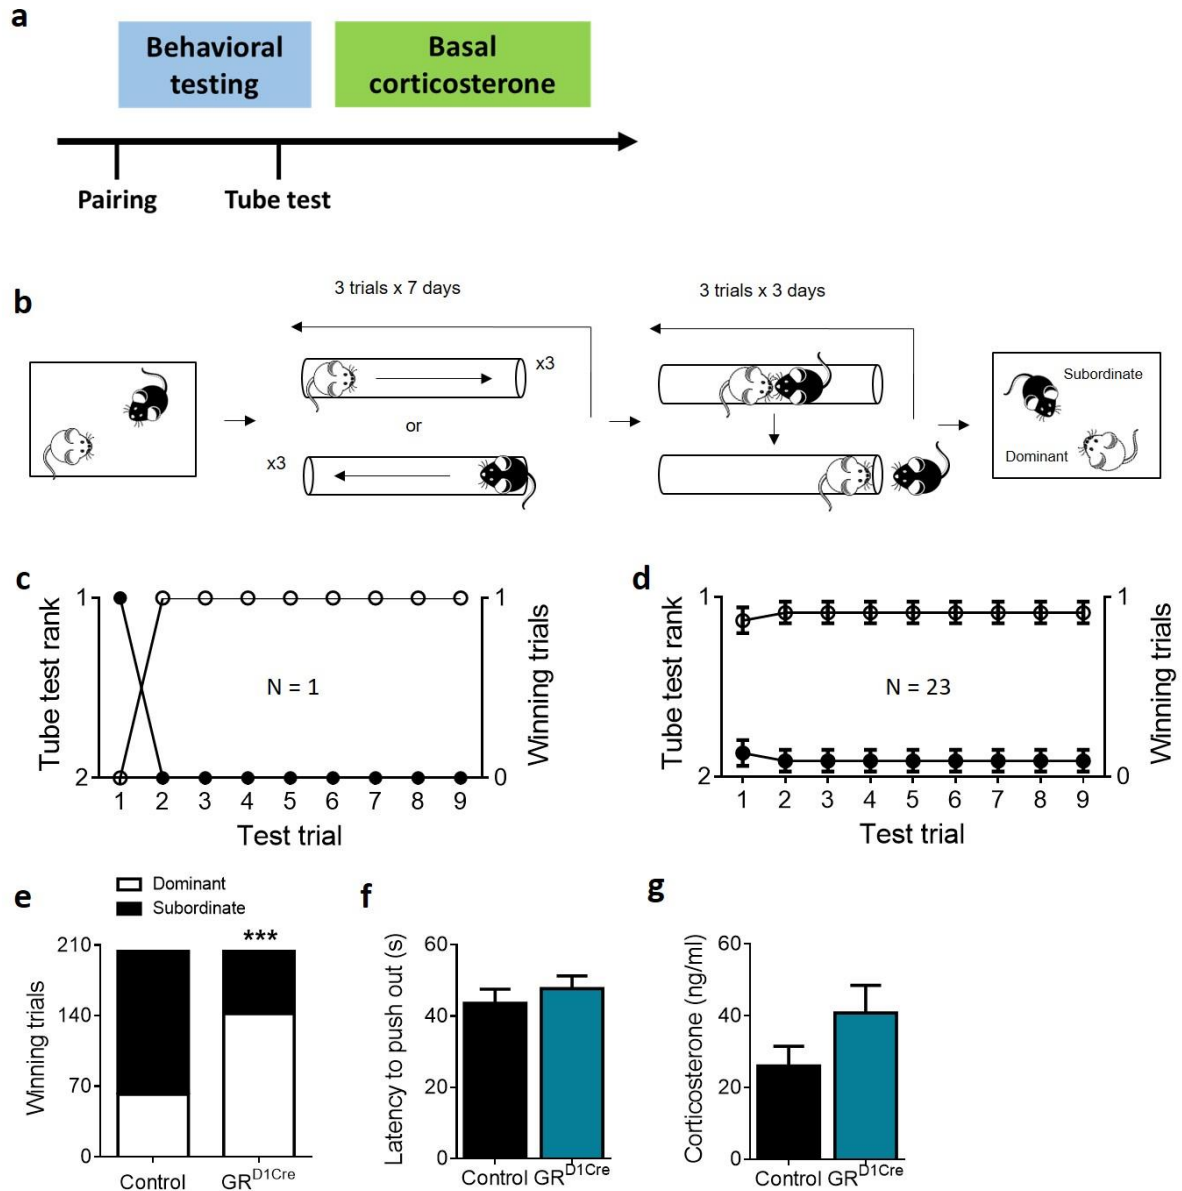 a
Behavioral
testing
Basal
corticosterone
Pairing
Tube test
b
3 trials x 7 days
3 trials x 3 days
x3
or
x3
Subordinate
Dominant
c
Tube test rank
1
2
N = 1
1
0
Winning trials
1 2 3 4 5 6 7 8 9
Test trial
d
Tube test rank
1
2
N = 23
1
0
Winning trials
1 2 3 4 5 6 7 8 9
Test trial
e
Dominant
Subordinate
Winning trials
210
140
70
0
***
Control GR^D1Cre
f
Latency to push out (s)
60
40
20
0
Control GR^D1Cre
g
Corticosterone (ng/ml)
60
40
20
0
Control GR^D1Cre